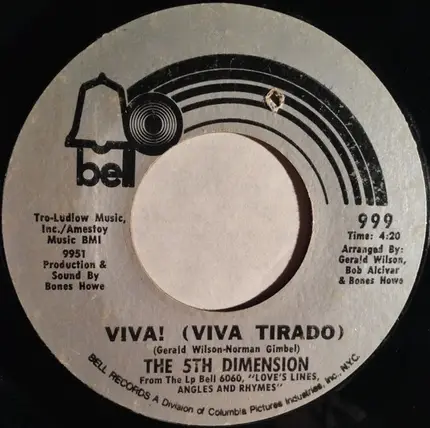 bell
Tro-Ludlow Music,
Inc./Amestoy
Music BMI
9951
Production &
Sound By
Bones Howe
999
Time: 4:20
Arranged By:
Gerald Wilson,
Bob Alcivar
& Bones Howe
VIVA! (VIVA TIRADO)
(Gerald Wilson-Norman Gimbel)
THE 5TH DIMENSION
From The Lp Bell 6060, "LOVE'S LINES,
ANGLES AND RHYMES"
BELL RECORDS A Division of Columbia Pictures Industries, Inc., N.Y.C.